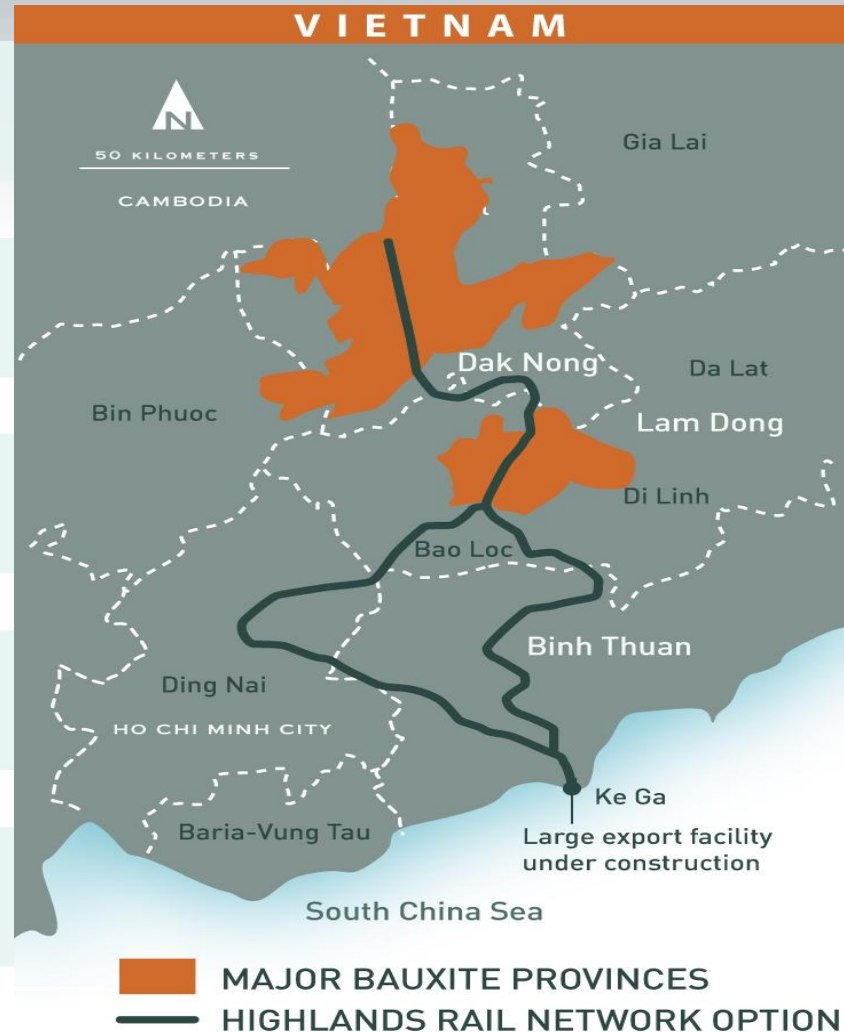 VIETNAM
N
50 KILOMETERS
CAMBODIA
Gia Lai
Dak Nong
Da Lat
Bin Phuoc
Lam Dong
Di Linh
Bao Loc
Binh Thuan
Ding Nai
HO CHI MINH CITY
Ke Ga
Baria-Vung Tau
Large export facility
under construction
South China Sea
MAJOR BAUXITE PROVINCES
HIGHLANDS RAIL NETWORK OPTION